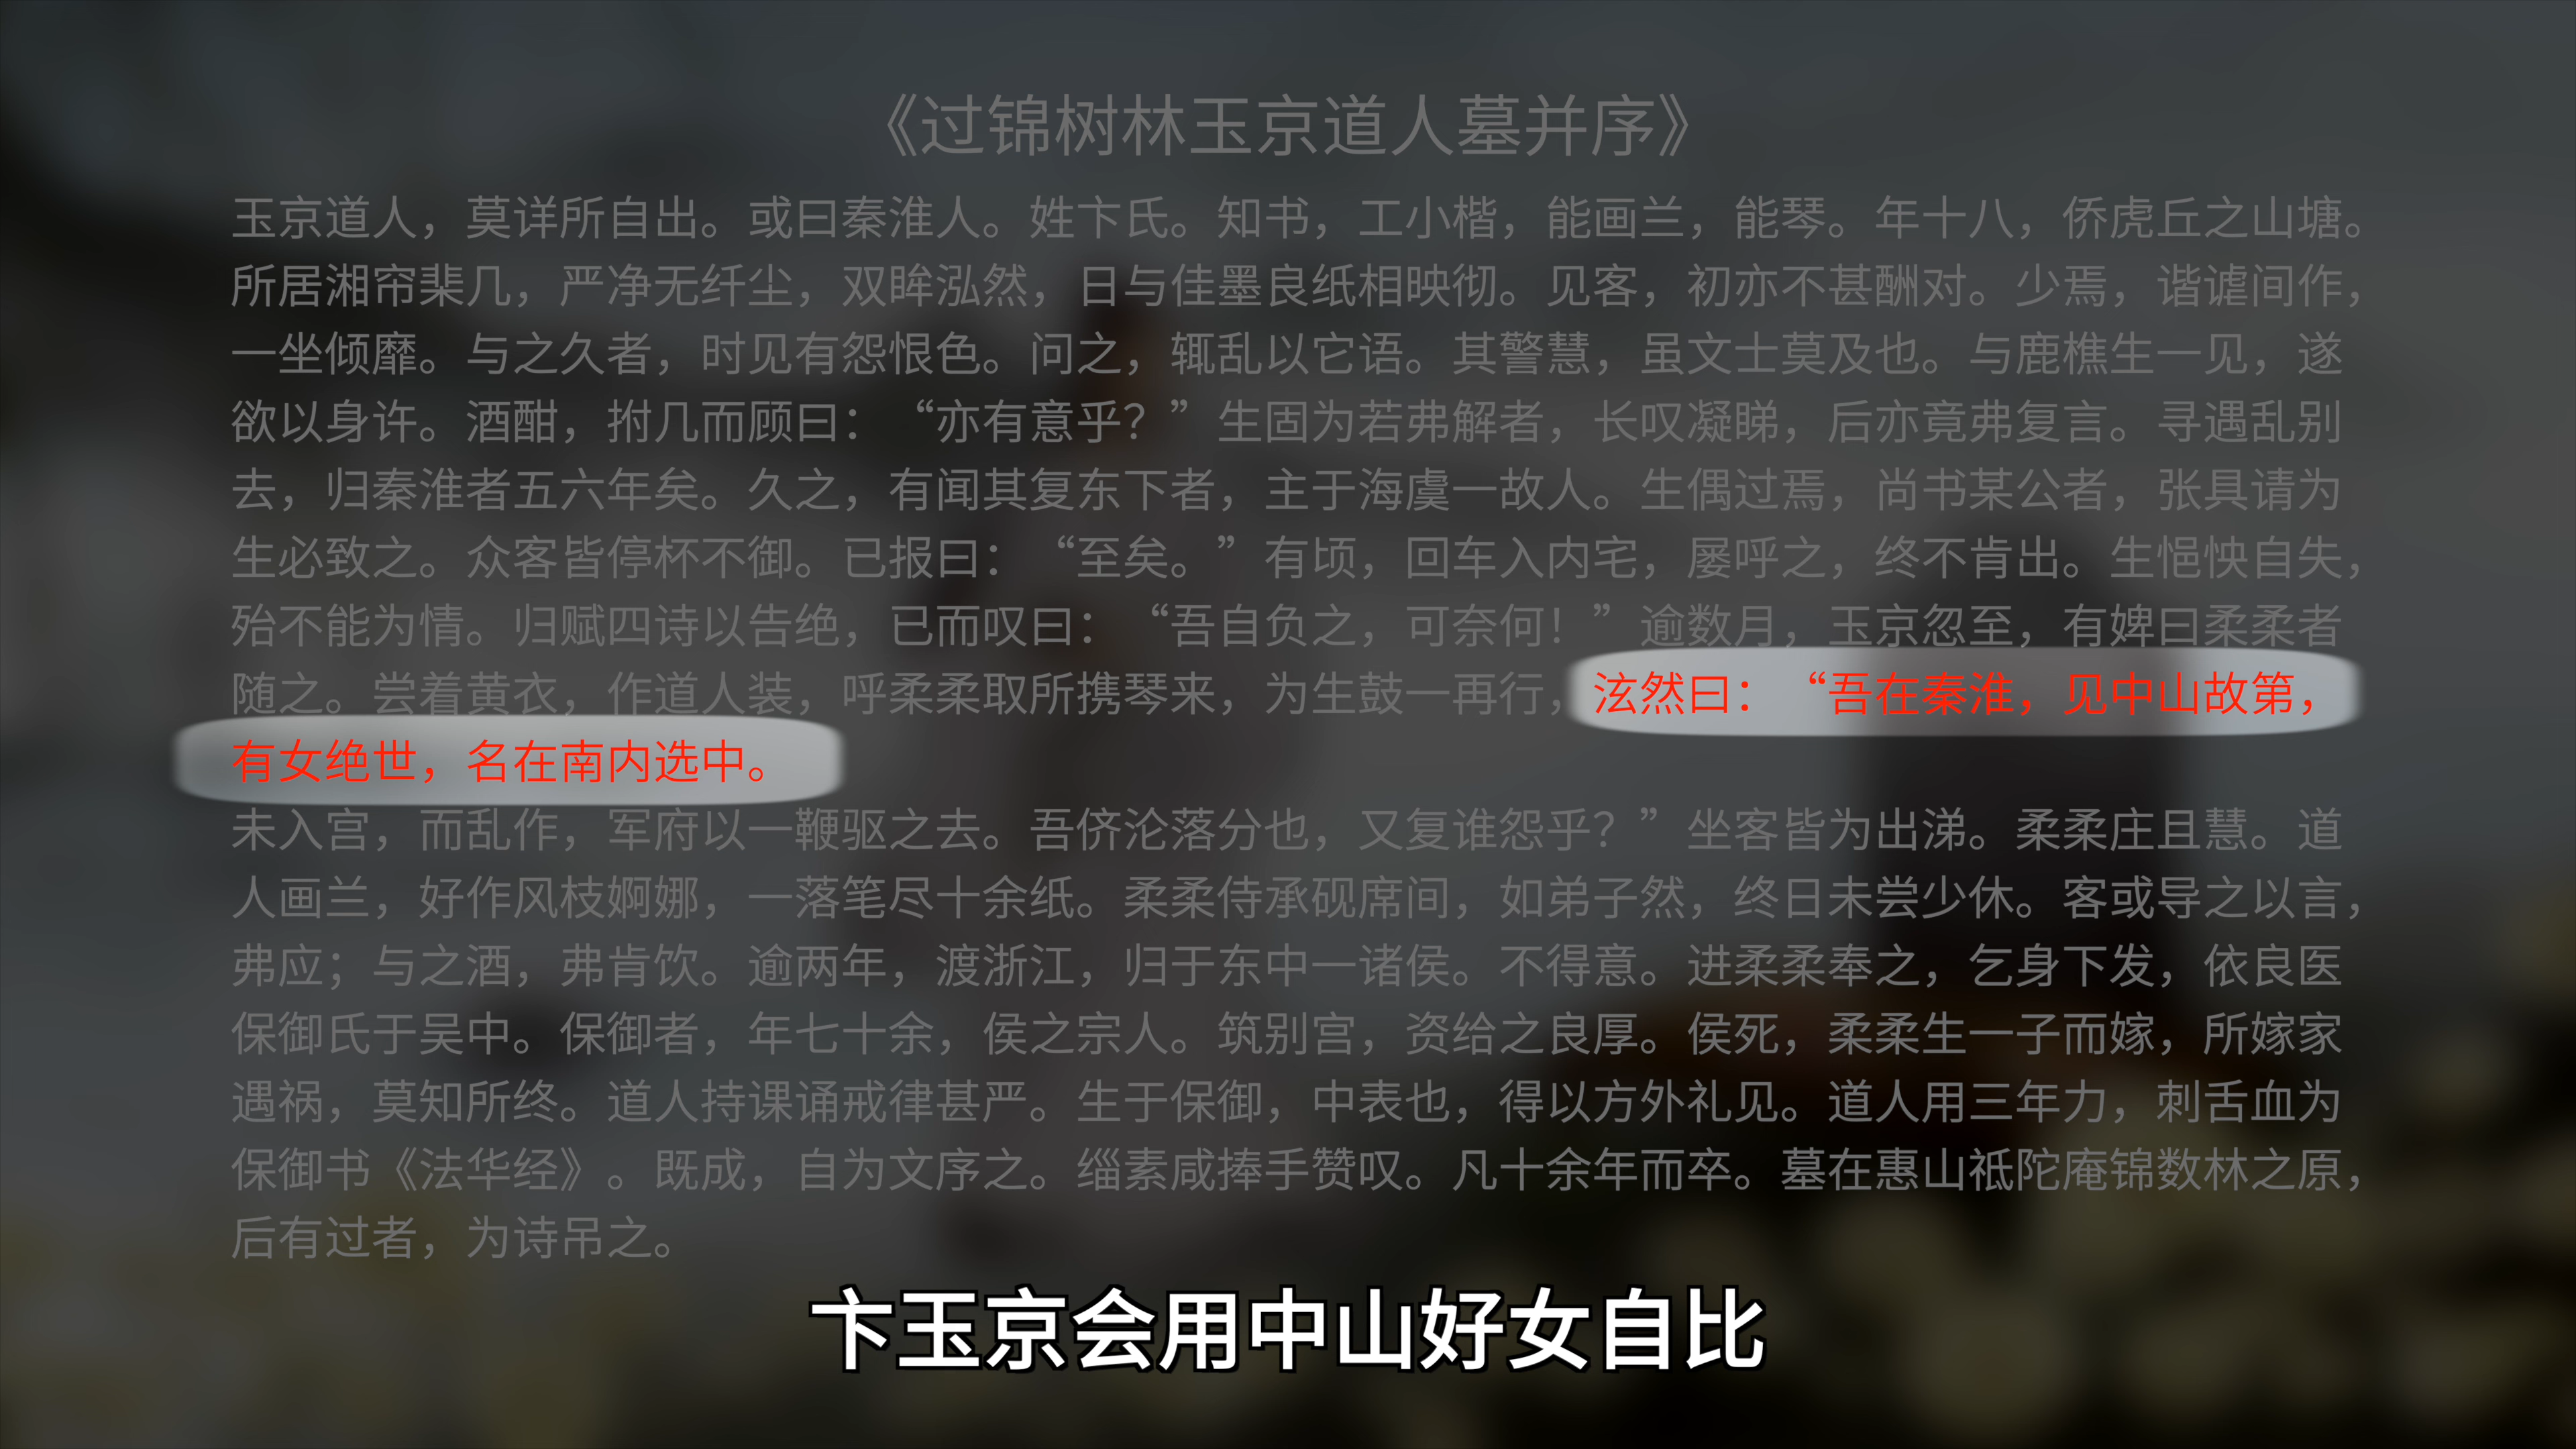 《过锦树林玉京道人墓并序》
玉京道人，莫详所自出。或曰秦淮人。姓卞氏。知书，工小楷，能画兰，能琴。年十八，侨虎丘之山塘。
所居湘帘棐几，严净无纤尘，双眸泓然，日与佳墨良纸相映彻。见客，初亦不甚酬对。少焉，谐谑间作，
一坐倾靡。与之久者，时见有怨恨色。问之，辄乱以它语。其警慧，虽文士莫及也。与鹿樵生一见，遂
欲以身许。酒酣，拊几而顾曰：“亦有意乎？”生固为若弗解者，长叹凝睇，后亦竟弗复言。寻遇乱别
去，归秦淮者五六年矣。久之，有闻其复东下者，主于海虞一故人。生偶过焉，尚书某公者，张具请为
生必致之。众客皆停杯不御。已报曰：“至矣。”有顷，回车入内宅，屡呼之，终不肯出。生悒怏自失，
殆不能为情。归赋四诗以告绝，已而叹曰：“吾自负之，可奈何！”逾数月，玉京忽至，有婢曰柔柔者
随之。尝着黄衣，作道人装，呼柔柔取所携琴来，为生鼓一再行，泫然曰：“吾在秦淮，见中山故第，
有女绝世，名在南内选中。
未入宫，而乱作，军府以一鞭驱之去。吾侪沦落分也，又复谁怨乎？”坐客皆为出涕。柔柔庄且慧。道
人画兰，好作风枝婀娜，一落笔尽十余纸。柔柔侍承砚席间，如弟子然，终日未尝少休。客或导之以言，
弗应；与之酒，弗肯饮。逾两年，渡浙江，归于东中一诸侯。不得意。进柔柔奉之，乞身下发，依良医
保御氏于吴中。保御者，年七十余，侯之宗人。筑别宫，资给之良厚。侯死，柔柔生一子而嫁，所嫁家
遇祸，莫知所终。道人持课诵戒律甚严。生于保御，中表也，得以方外礼见。道人用三年力，刺舌血为
保御书《法华经》。既成，自为文序之。缁素咸捧手赞叹。凡十余年而卒。墓在惠山祗陀庵锦数林之原，
后有过者，为诗吊之。
卞玉京会用中山好女自比